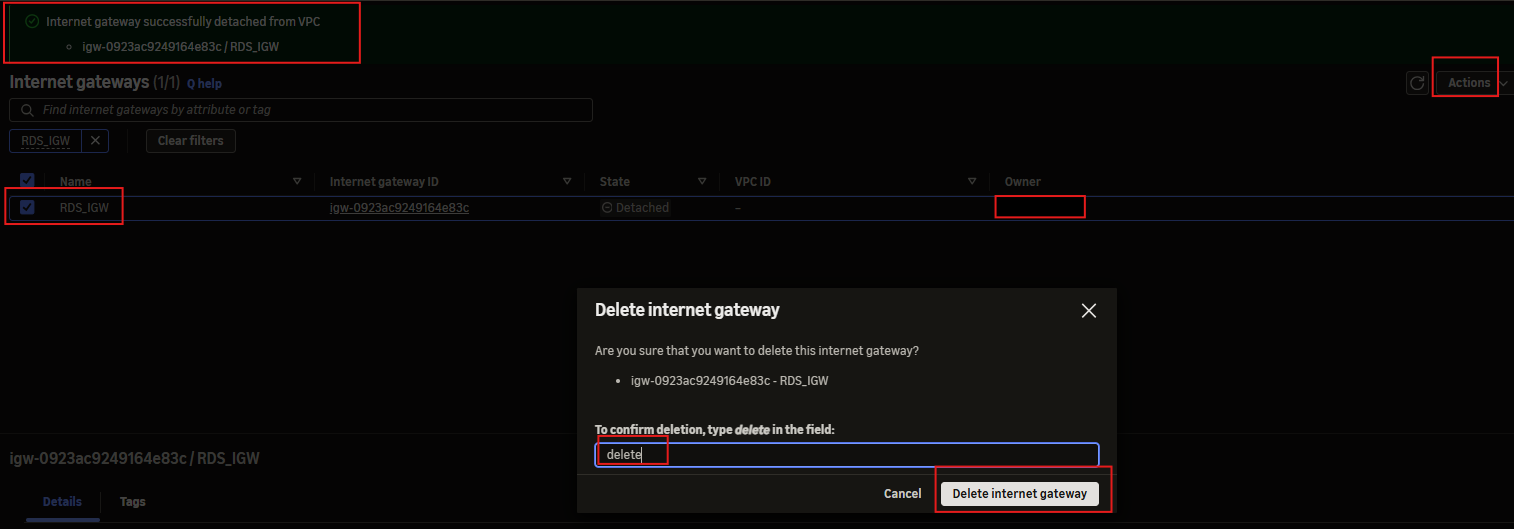 Internet gateway successfully detached from VPC
igw-0923ac9249164e83c / RDS_IGW
Internet gateways (1/1) Q help
Actions
Find internet gateways by attribute or tag
RDS_IGW
Clear filters
Name Internet gateway ID State VPC ID Owner
RDS_IGW igw-0923ac9249164e83c Detached –
Delete internet gateway
Are you sure that you want to delete this internet gateway?
igw-0923ac9249164e83c - RDS_IGW
To confirm deletion, type delete in the field:
delete
Cancel Delete internet gateway
igw-0923ac9249164e83c / RDS_IGW
Details Tags